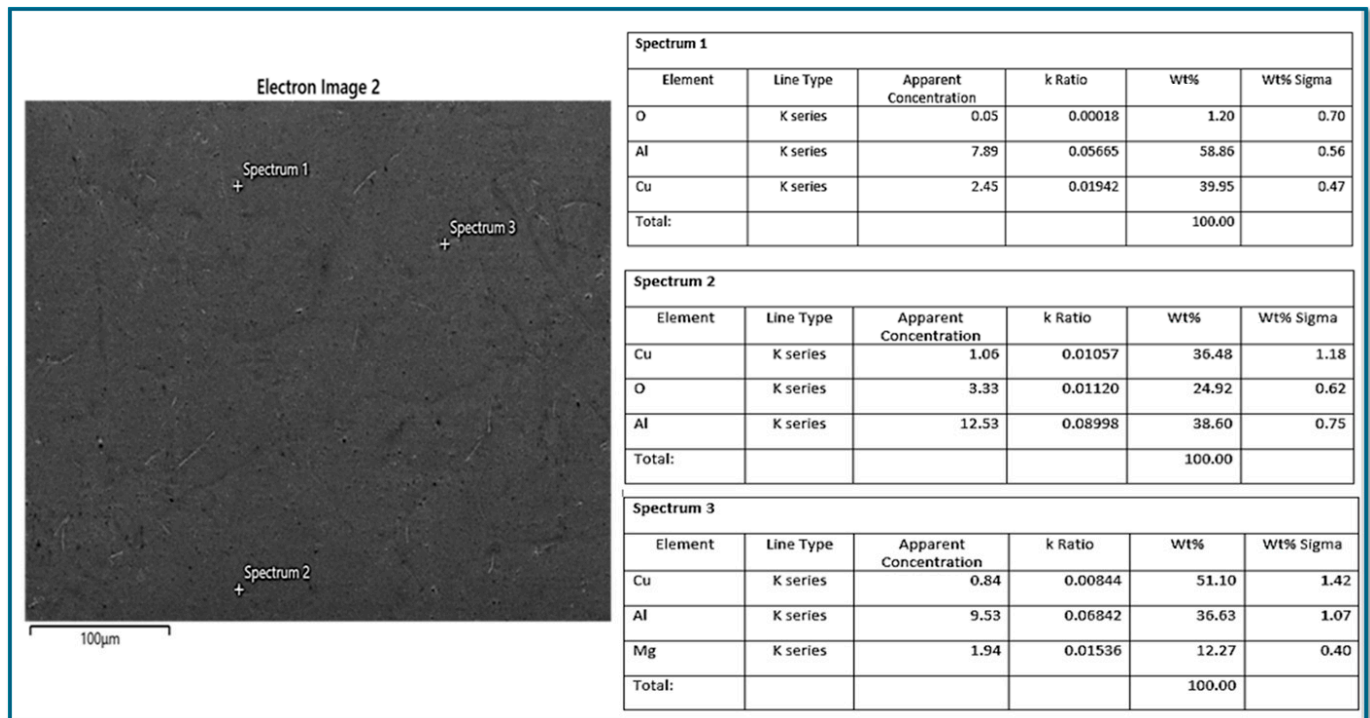 Electron Image 2
Spectrum 1
Spectrum 3
Spectrum 2
100μm
Spectrum 1
Element Line Type Apparent Concentration k Ratio Wt% Wt% Sigma
O K series 0.05 0.00018 1.20 0.70
Al K series 7.89 0.05665 58.86 0.56
Cu K series 2.45 0.01942 39.95 0.47
Total: 100.00
Spectrum 2
Element Line Type Apparent Concentration k Ratio Wt% Wt% Sigma
Cu K series 1.06 0.01057 36.48 1.18
O K series 3.33 0.01120 24.92 0.62
Al K series 12.53 0.08998 38.60 0.75
Total: 100.00
Spectrum 3
Element Line Type Apparent Concentration k Ratio Wt% Wt% Sigma
Cu K series 0.84 0.00844 51.10 1.42
Al K series 9.53 0.06842 36.63 1.07
Mg K series 1.94 0.01536 12.27 0.40
Total: 100.00